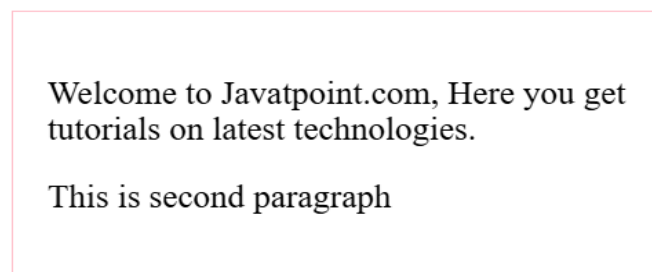 Welcome to Javatpoint.com, Here you get
tutorials on latest technologies.
This is second paragraph